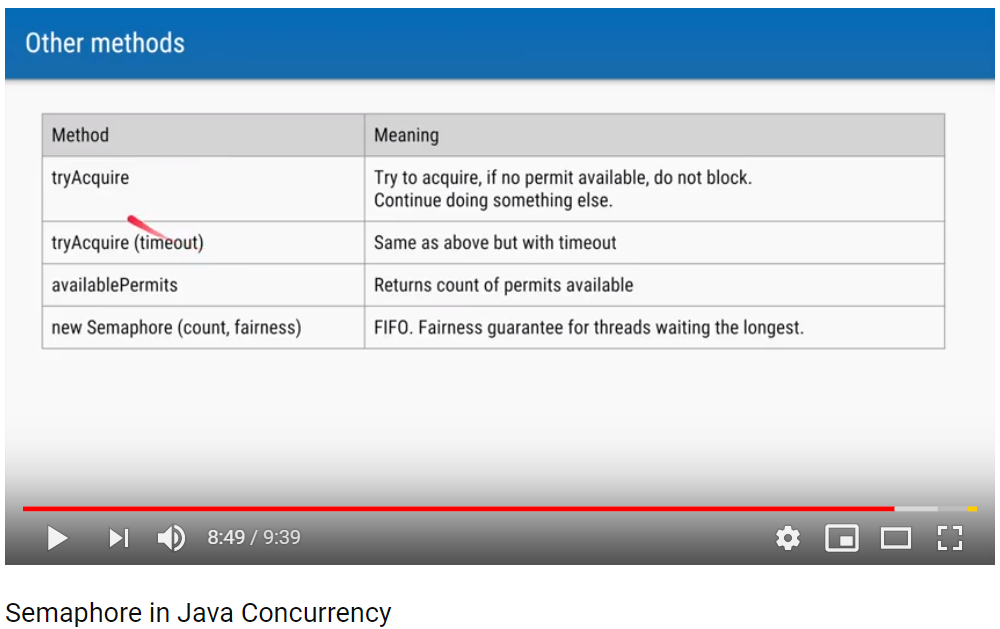 Other methods
Method
Meaning
tryAcquire
Try to acquire, if no permit available, do not block.
Continue doing something else.
tryAcquire (timeout)
Same as above but with timeout
availablePermits
Returns count of permits available
new Semaphore (count, fairness)
FIFO. Fairness guarantee for threads waiting the longest.
8:49 / 9:39
Semaphore in Java Concurrency